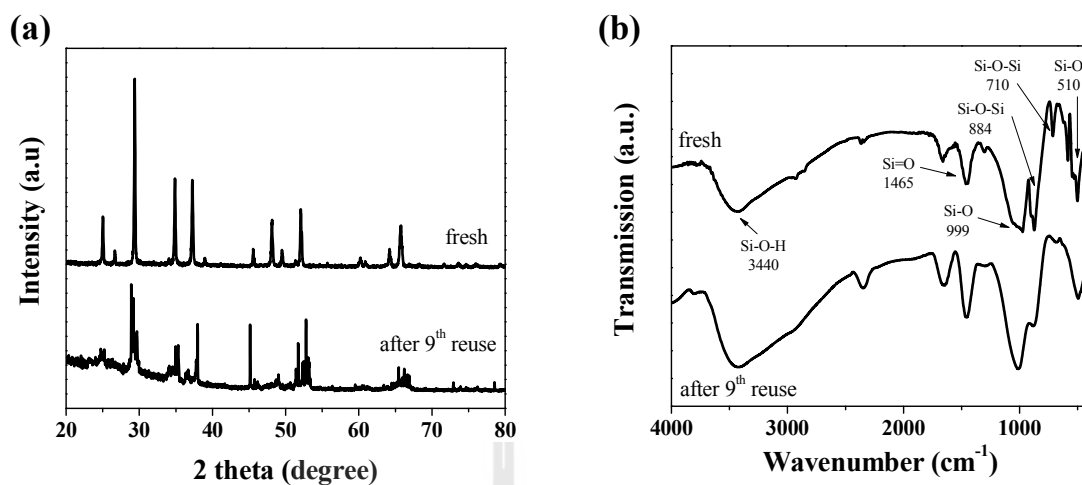 (a)
Intensity (a.u)
fresh
after 9th reuse
20 30 40 50 60 70 80
2 theta (degree)
(b)
Transmission (a.u.)
fresh
Si-O-Si
710
Si-O
510
Si-O-Si
884
Si=O
1465
Si-O
999
Si-O-H
3440
after 9th reuse
4000 3000 2000 1000
Wavenumber (cm-1)